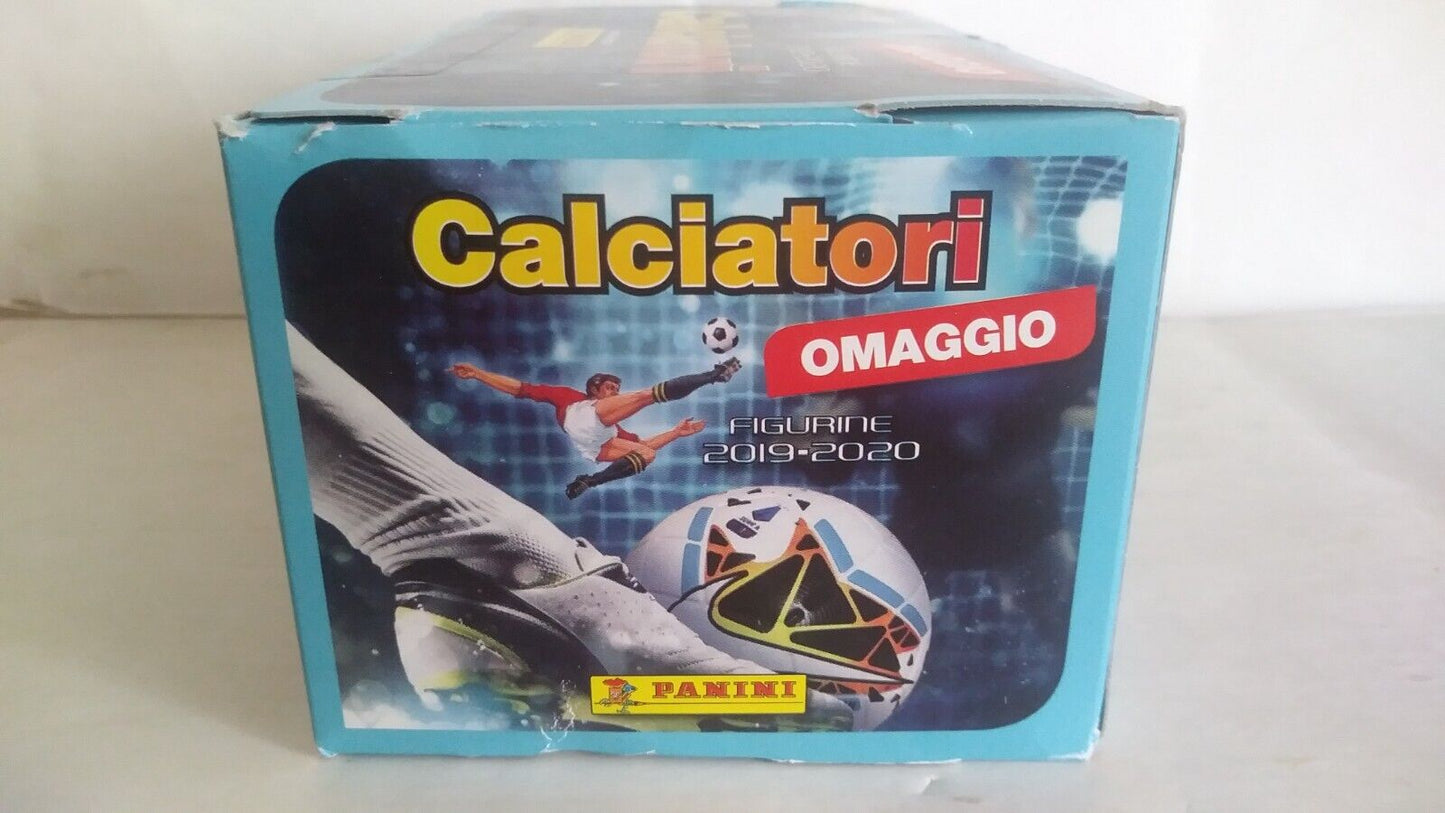 Calciatori
OMAGGIO
FIGURINE
2019-2020
PANINI